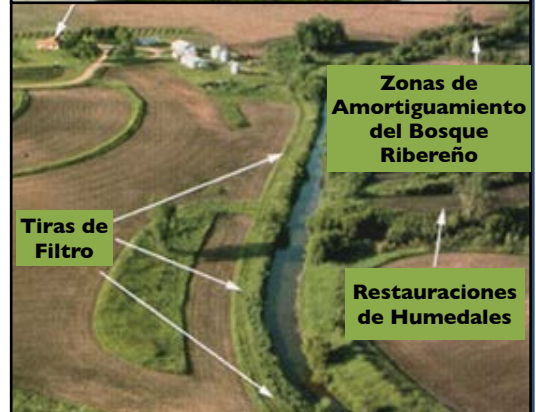 Zonas de
Amortiguamiento
del Bosque
Ribereño
Tiras de
Filtro
Restauraciones
de Humedales